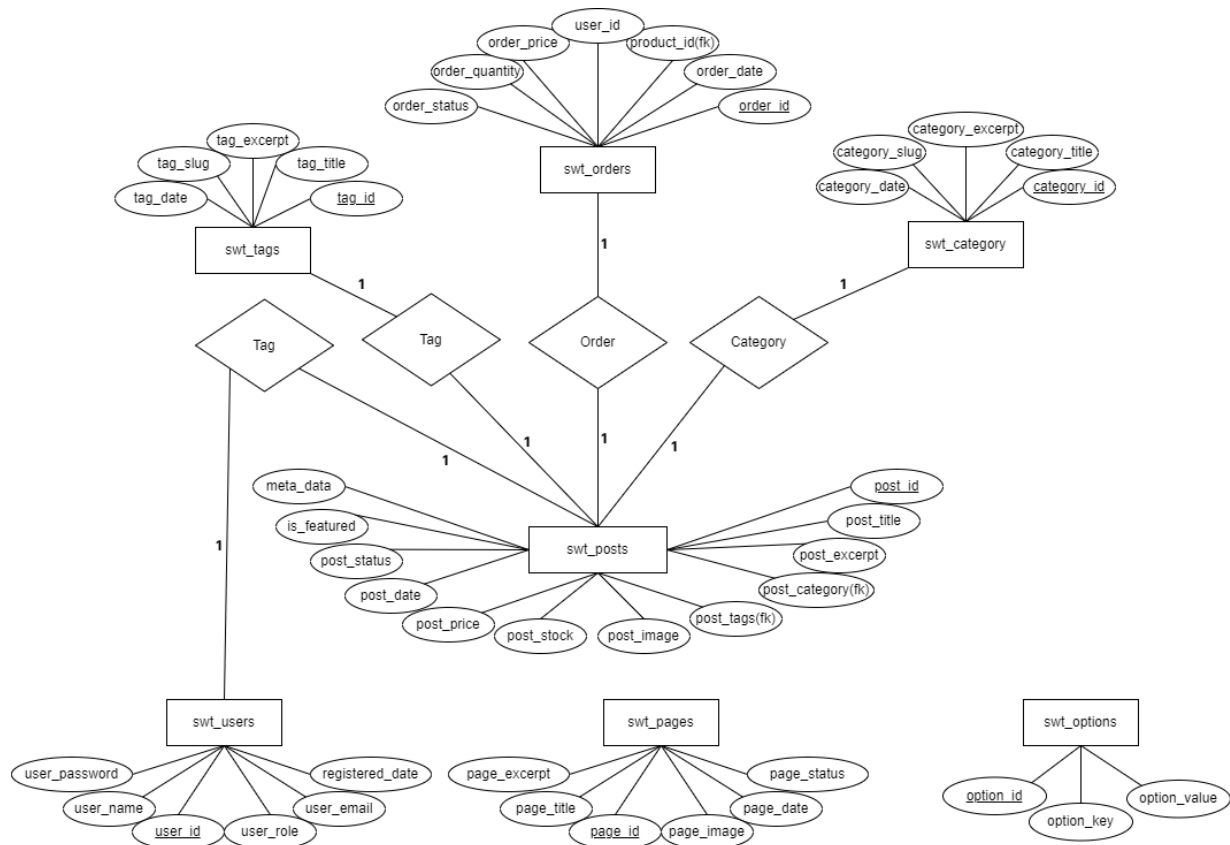 user_id
order_price
product_id(fk)
order_quantity
order_date
order_status
order_id
swt_orders
tag_excerpt
tag_slug
tag_title
tag_date
tag_id
swt_tags
category_excerpt
category_slug
category_title
category_date
category_id
swt_category
1
1
1
Tag
Tag
Order
Category
1
1
1
1
1
meta_data
is_featured
post_status
post_date
post_price
post_stock
post_image
post_tags(fk)
post_category(fk)
post_excerpt
post_title
post_id
swt_posts
swt_users
user_password
user_name
user_id
user_role
user_email
registered_date
swt_pages
page_excerpt
page_title
page_id
page_image
page_date
page_status
swt_options
option_id
option_key
option_value